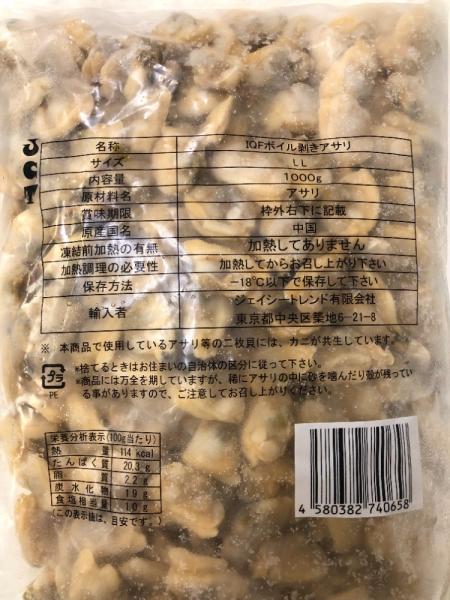 JCT
名称 IQFボイル剥きアサリ
サイズ LL
内容量 1000g
原材料名 アサリ
賞味期限 枠外右下に記載
原産国名 中国
凍結前加熱の有無 加熱してありません
加熱調理の必要性 加熱してからお召し上がり下さい
保存方法 -18℃以下で保存して下さい
輸入者 ジェイシートレンド有限会社
東京都中央区築地6-21-8
※ 本商品で使用しているアサリ等の二枚貝には、カニが共生しています。
*捨てるときはお住まいの自治体の区分に従って下さい。
*商品には万全を期していますが、稀にアサリの中に砂を噛んだり殻が残ってい
る事がありますので、ご注意してお召し上がりください。
プラ
PE
栄養分析表示(100g当たり)
熱量 114 kcal
たんぱく質 20.3 g
脂質 2.2 g
炭水化物 1.9 g
食塩相当量 1.0 g
(この表示値は、目安です。)
4 580382 740658